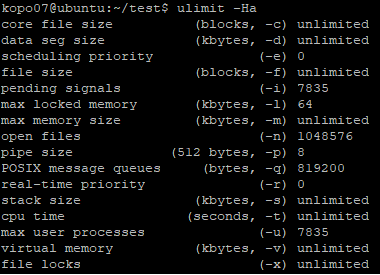 kopo07@ubuntu:~/test$ ulimit -Ha
core file size          (blocks, -c) unlimited
data seg size           (kbytes, -d) unlimited
scheduling priority             (-e) 0
file size               (blocks, -f) unlimited
pending signals                 (-i) 7835
max locked memory       (kbytes, -l) 64
max memory size         (kbytes, -m) unlimited
open files                      (-n) 1048576
pipe size            (512 bytes, -p) 8
POSIX message queues     (bytes, -q) 819200
real-time priority              (-r) 0
stack size              (kbytes, -s) unlimited
cpu time               (seconds, -t) unlimited
max user processes              (-u) 7835
virtual memory          (kbytes, -v) unlimited
file locks                      (-x) unlimited